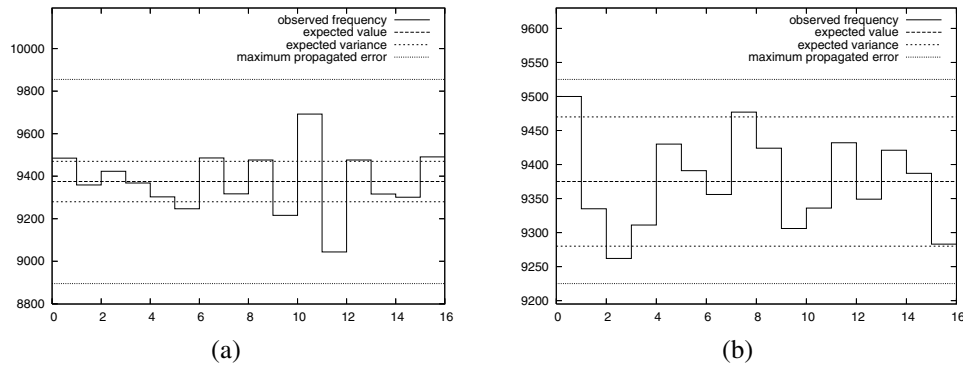 observed frequency
expected value
expected variance
maximum propagated error
10000
9800
9600
9400
9200
9000
8800
0 2 4 6 8 10 12 14 16
(a)
observed frequency
expected value
expected variance
maximum propagated error
9600
9550
9500
9450
9400
9350
9300
9250
9200
0 2 4 6 8 10 12 14 16
(b)